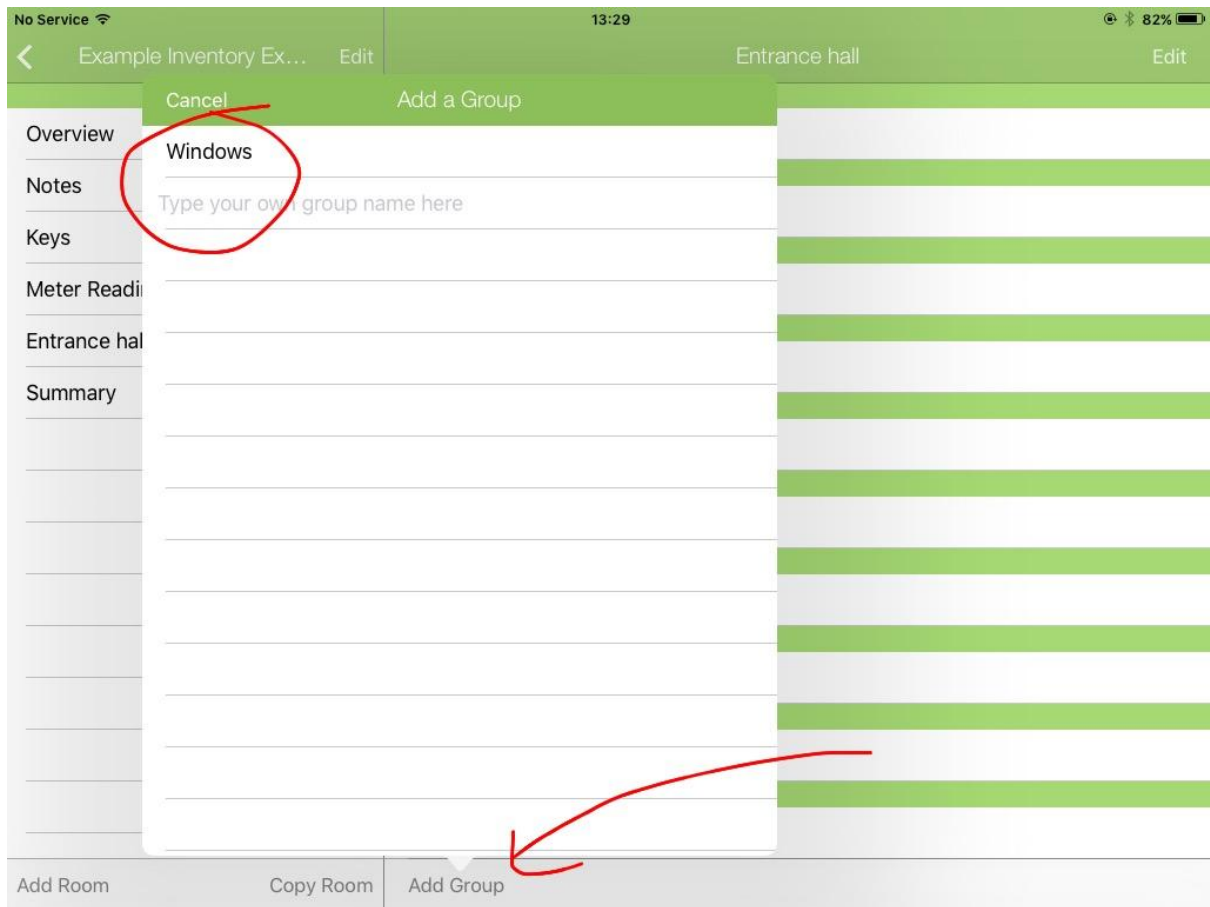 No Service 13:29 82%
Example Inventory Ex... Edit Entrance hall Edit
Cancel Add a Group
Overview
Windows
Notes
Type your own group name here
Keys
Meter Readi
Entrance hal
Summary
Add Room Copy Room Add Group